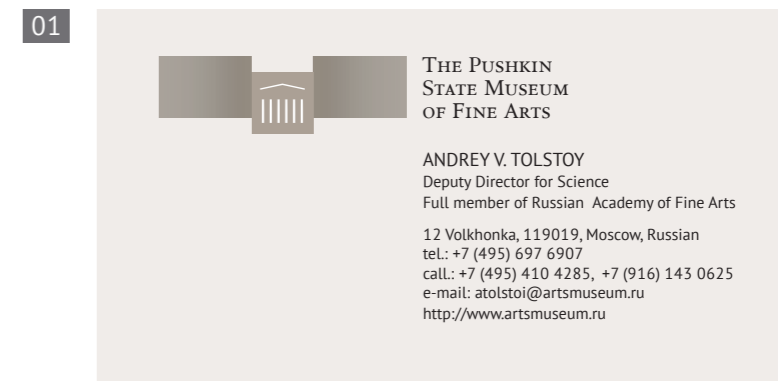 01
The Pushkin
State Museum
of Fine Arts
ANDREY V. TOLSTOY
Deputy Director for Science
Full member of Russian Academy of Fine Arts
12 Volkhonka, 119019, Moscow, Russian
tel.: +7 (495) 697 6907
call.: +7 (495) 410 4285, +7 (916) 143 0625
e-mail: atolstoi@artsmuseum.ru
http://www.artsmuseum.ru